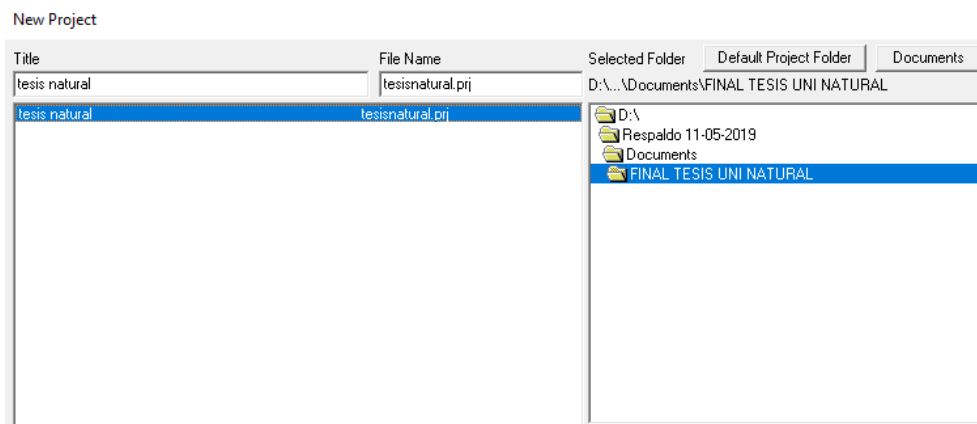 New Project
Title File Name Selected Folder Default Project Folder Documents
tesis natural tesisnatural.prj D:\...\Documents\FINAL TESIS UNI NATURAL
tesis natural tesisnatural.prj D:\
Respaldo 11-05-2019
Documents
FINAL TESIS UNI NATURAL